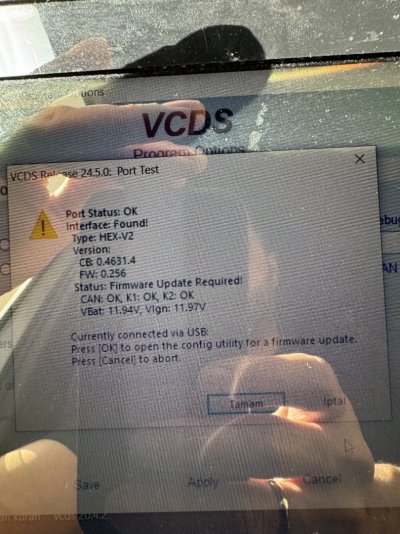 VCDS
Program Options
VCDS Release 24.5.0: Port Test
Port Status: OK
Interface: Found!
Type: HEX-V2
Version:
CB: 0.4631.4
FW: 0.256
Status: Firmware Update Required!
CAN: OK, K1: OK, K2: OK
VBat: 11.94V, VIgn: 11.97V
Currently connected via USB:
Press [OK] to open the config utility for a firmware update.
Press [Cancel] to abort.
Tamam
İptal
Save
Apply
Cancel